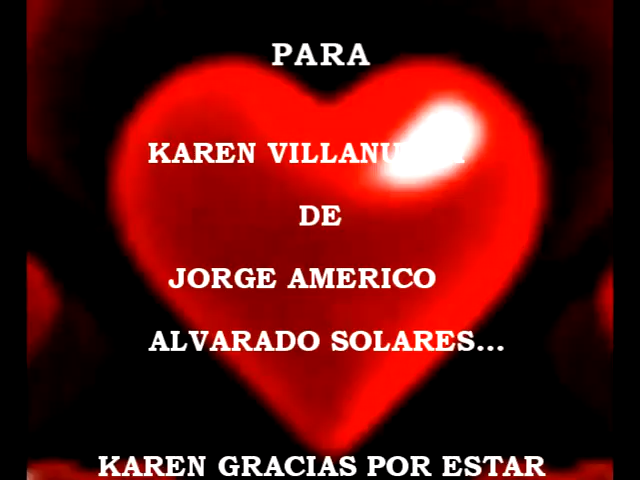 PARA
KAREN
DE
JORGE AMERICO
ALVARADO SOLARES...
KAREN GRACIAS POR ESTAR